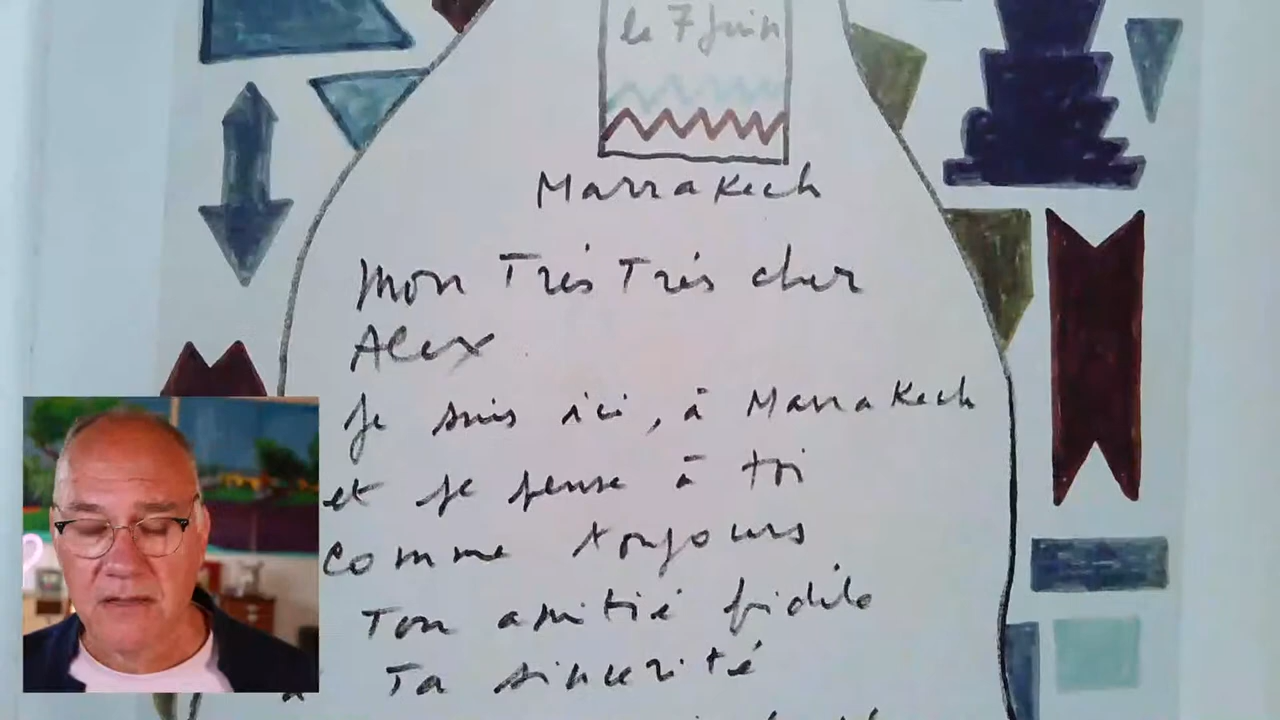 le 7 Juin
Marrakech
Mon Très Très cher
Alex
Je suis ici, à Marrakech
et je pense à toi
comme toujours
Ton amitié fidèle
Ta sincérité